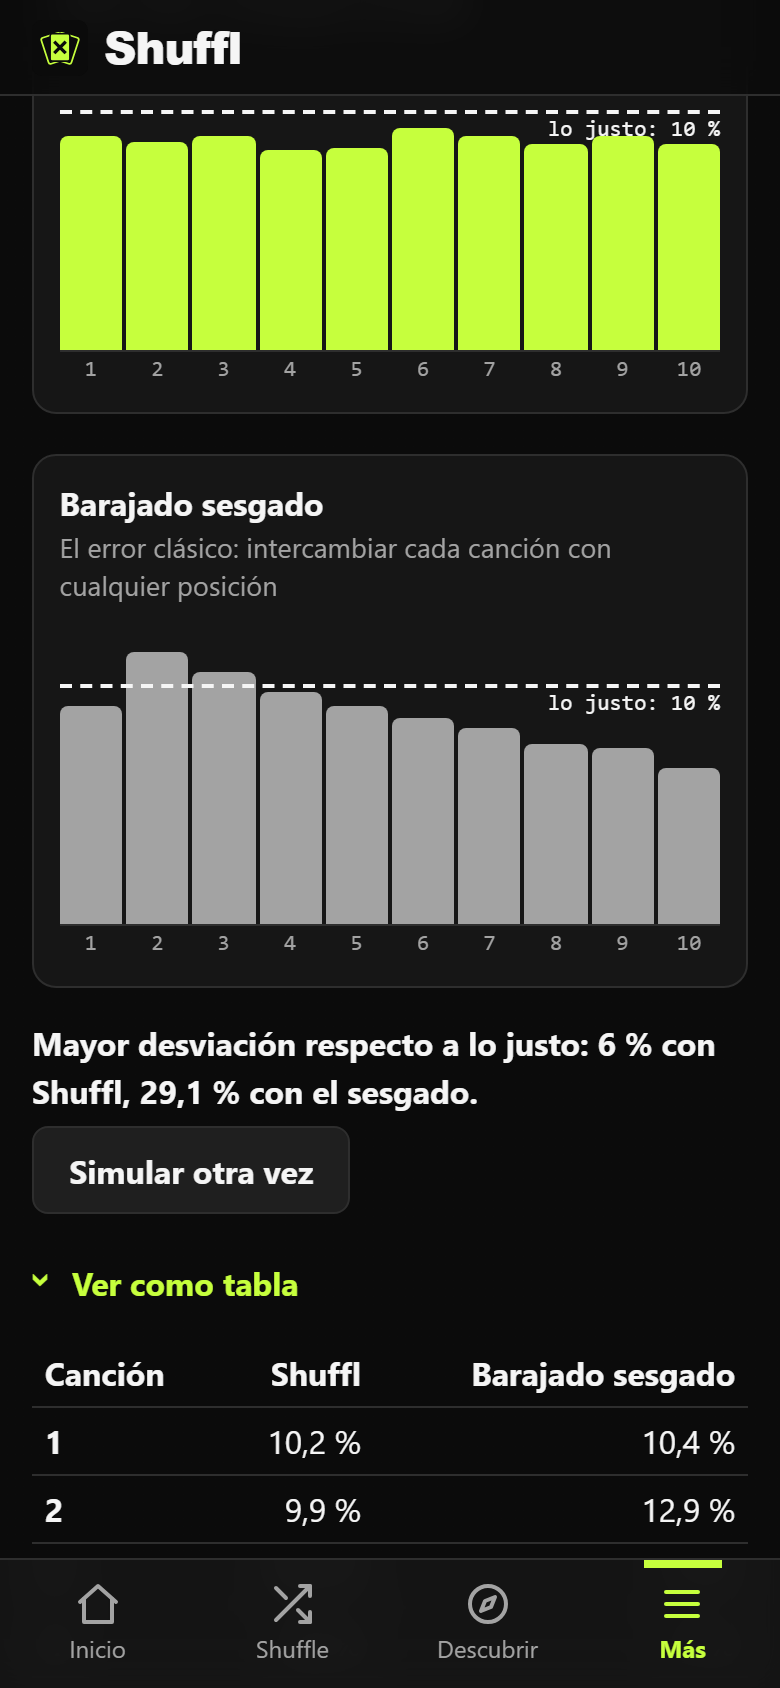 Shuffl
lo justo: 10 %
1 2 3 4 5 6 7 8 9 10
Barajado sesgado
El error clásico: intercambiar cada canción con
cualquier posición
lo justo: 10 %
1 2 3 4 5 6 7 8 9 10
Mayor desviación respecto a lo justo: 6 % con
Shuffl, 29,1 % con el sesgado.
Simular otra vez
Ver como tabla
Canción Shuffl Barajado sesgado
1 10,2 % 10,4 %
2 9,9 % 12,9 %
Inicio Shuffle Descubrir Más